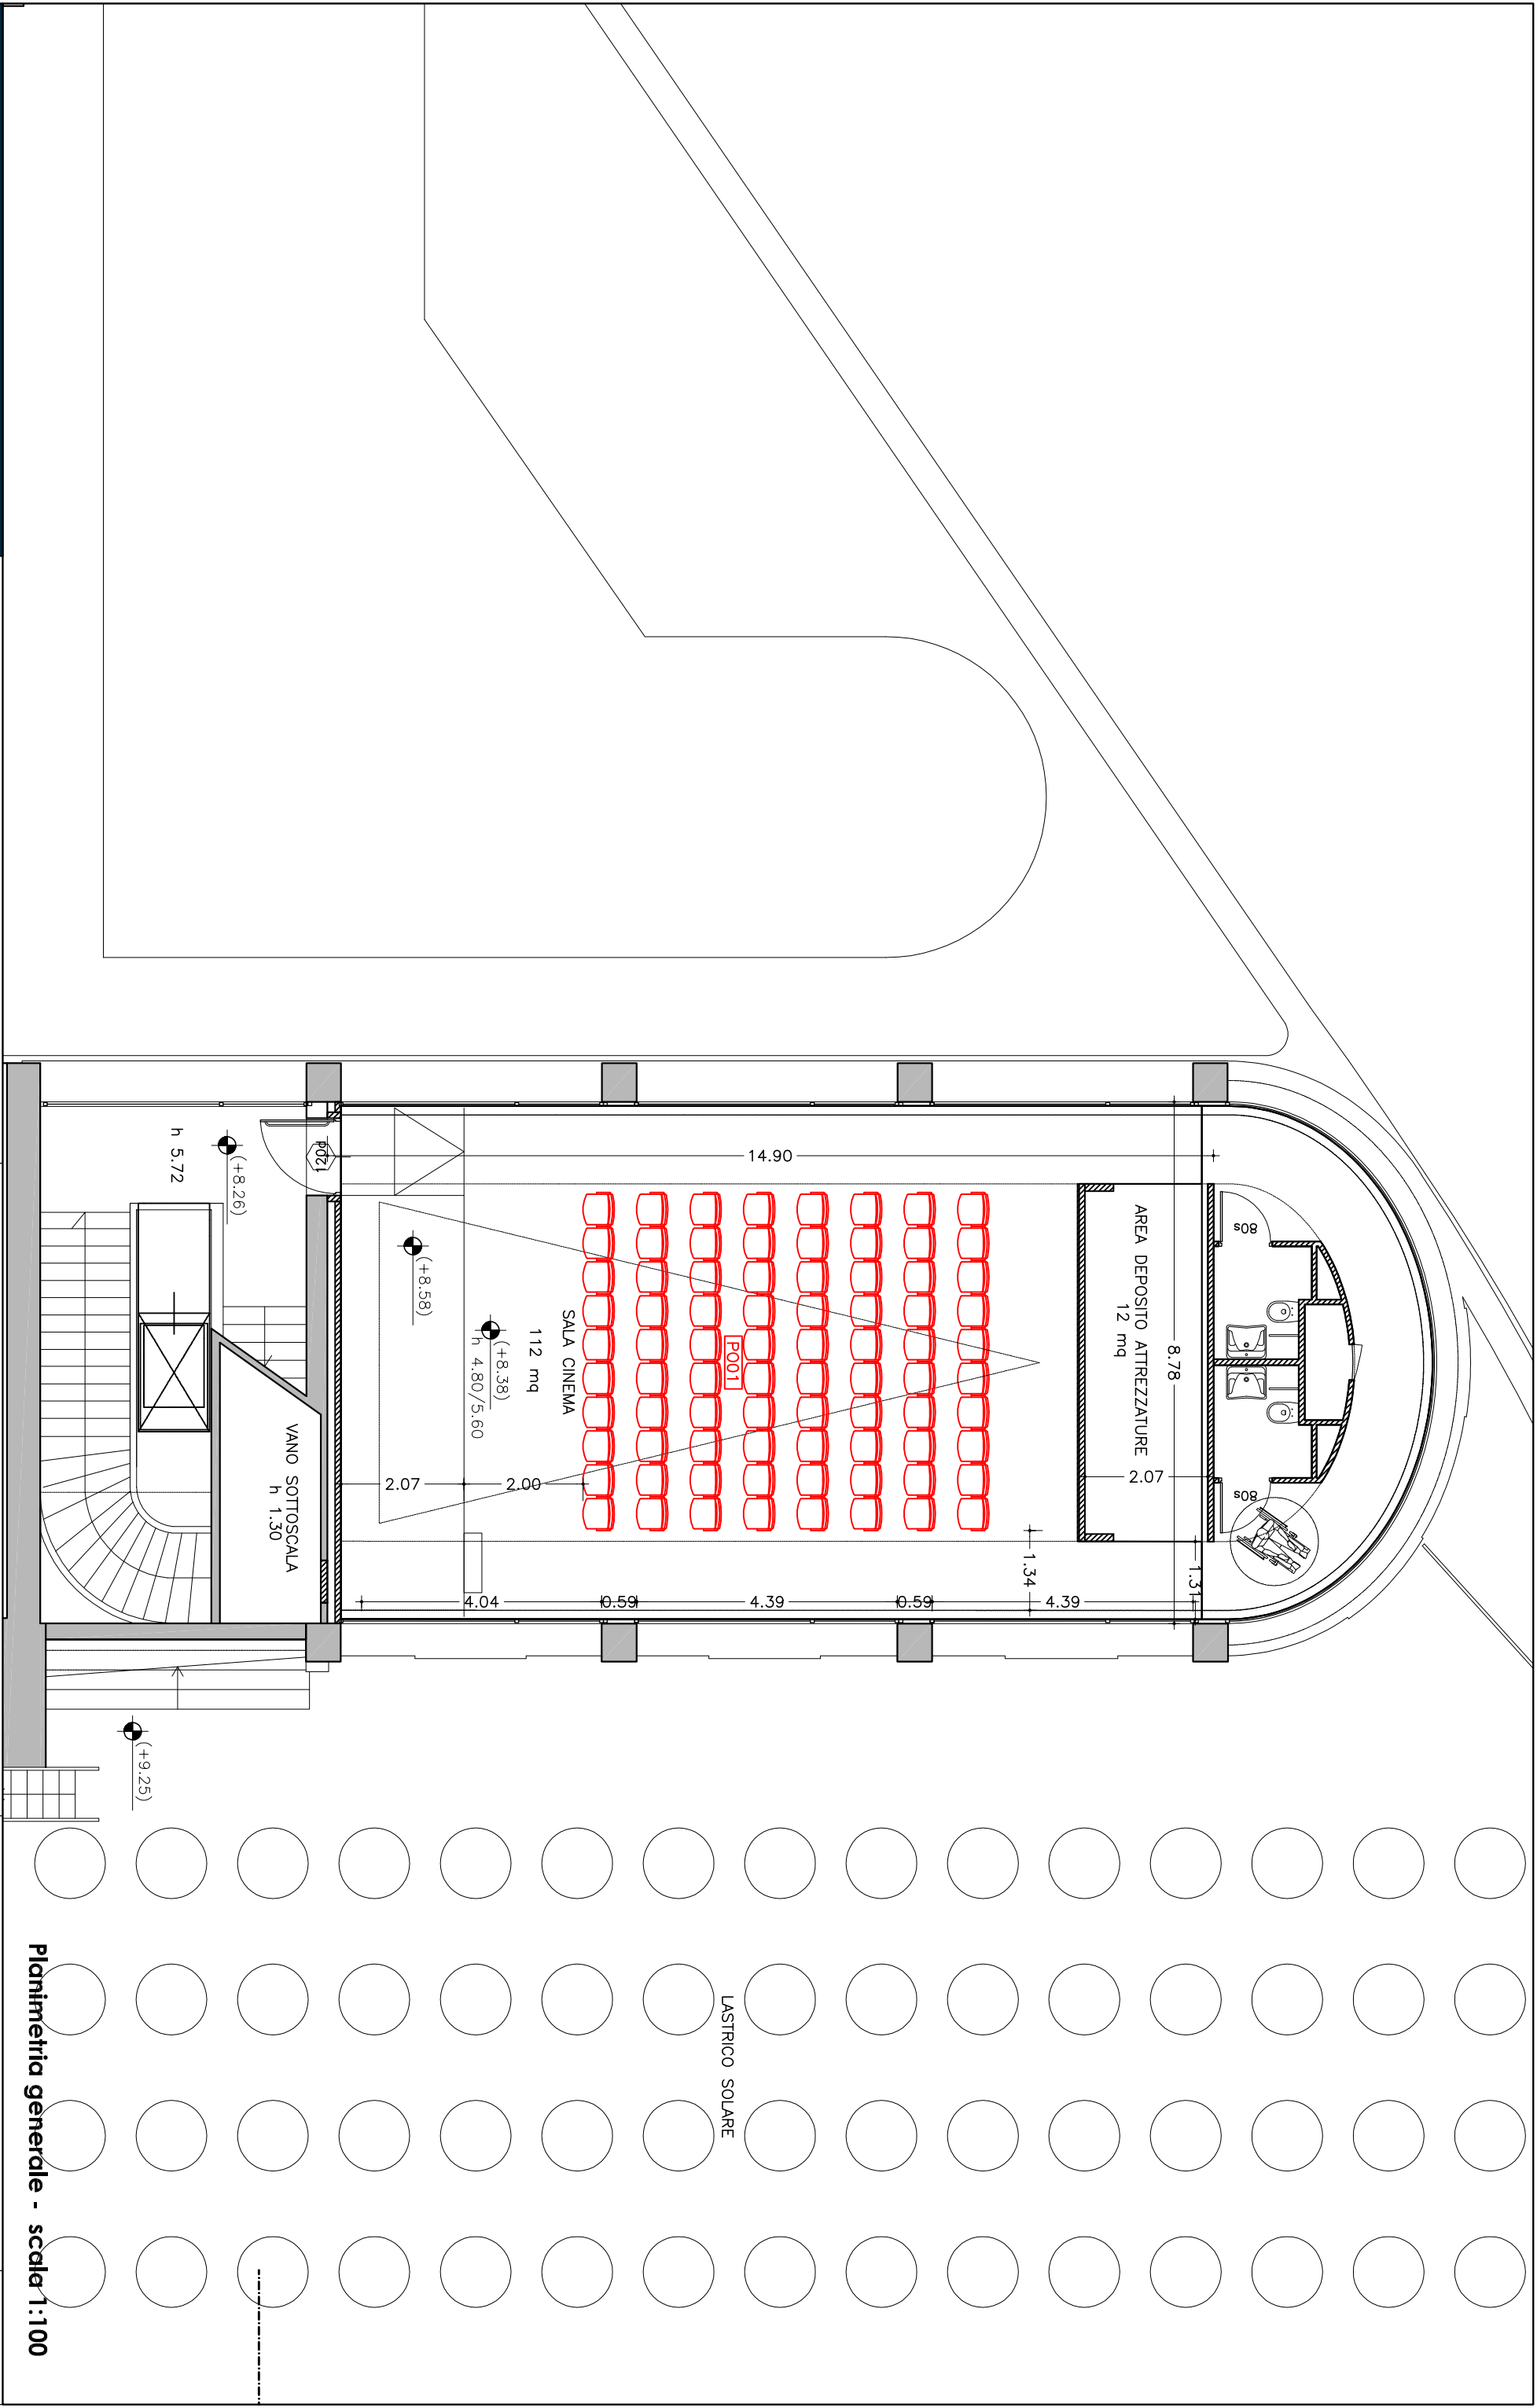 80s
80s
AREA DEPOSITO ATTREZZATURE
12 mq
8.78
2.07
1.31
14.90
1.34
P001
SALA CINEMA
112 mq
(+8.38)
h 4.80/5.60
(+8.58)
2.07
2.00
4.04
0.59
4.39
0.59
4.39
120d
(+8.26)
h 5.72
VANO SOTTOSCALA
h 1.30
(+9.25)
LASTRICO SOLARE
Planimetria generale - scala 1:100